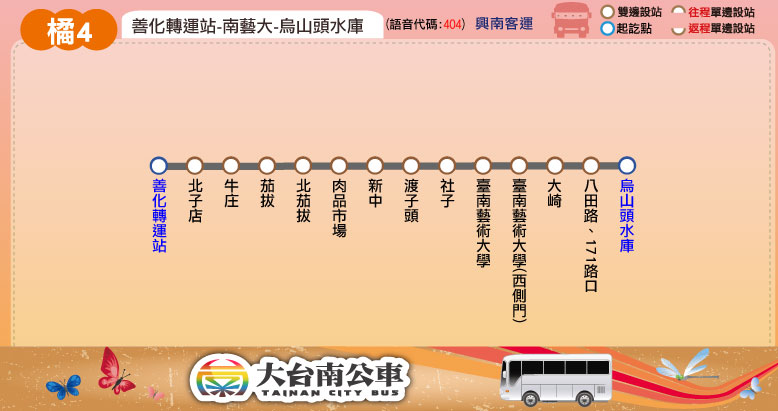 橘4
善化轉運站-南藝大-烏山頭水庫
(語音代碼:404)
興南客運
雙邊設站
往程單邊設站
起訖點
返程單邊設站
善化轉運站
北子店
牛庄
茄拔
北茄拔
肉品市場
新中
渡子頭
社子
臺南藝術大學
臺南藝術大學(西側門)
大崎
八田路、171路口
烏山頭水庫
大台南公車
TAINAN CITY BUS